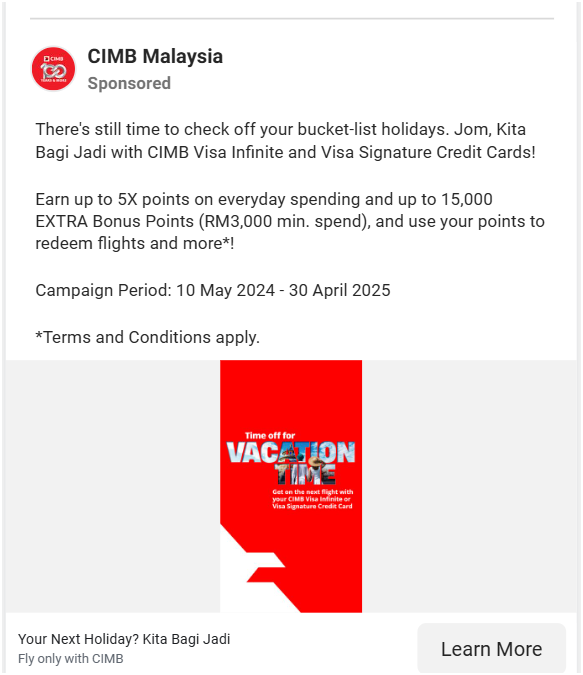 CIMB
100
CIMB Malaysia
Sponsored
There's still time to check off your bucket-list holidays. Jom, Kita
Bagi Jadi with CIMB Visa Infinite and Visa Signature Credit Cards!
Earn up to 5X points on everyday spending and up to 15,000
EXTRA Bonus Points (RM3,000 min. spend), and use your points to
redeem flights and more*!
Campaign Period: 10 May 2024 - 30 April 2025
*Terms and Conditions apply.
Time off for
VACATION
TIME
Get on the next flight with
your CIMB Visa Infinite or
Visa Signature Credit Card
Your Next Holiday? Kita Bagi Jadi
Fly only with CIMB
Learn More